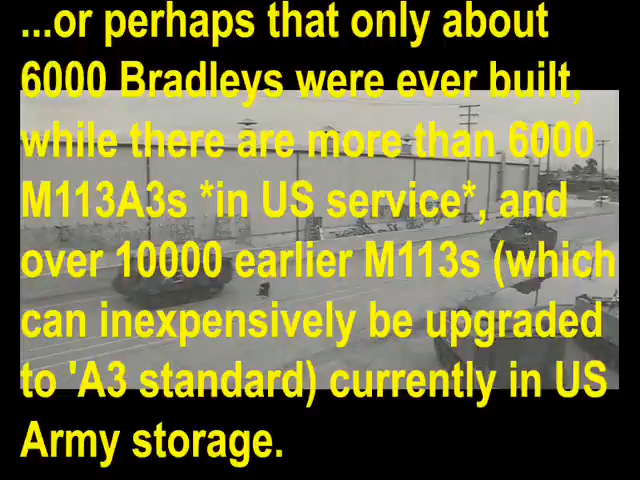 ...or perhaps that only about
6000 Bradleys were ever built,
while there are more than 6000
M113A3s *in US service*, and
over 10000 earlier M113s (which
can inexpensively be upgraded
to 'A3 standard) currently in US
Army storage.